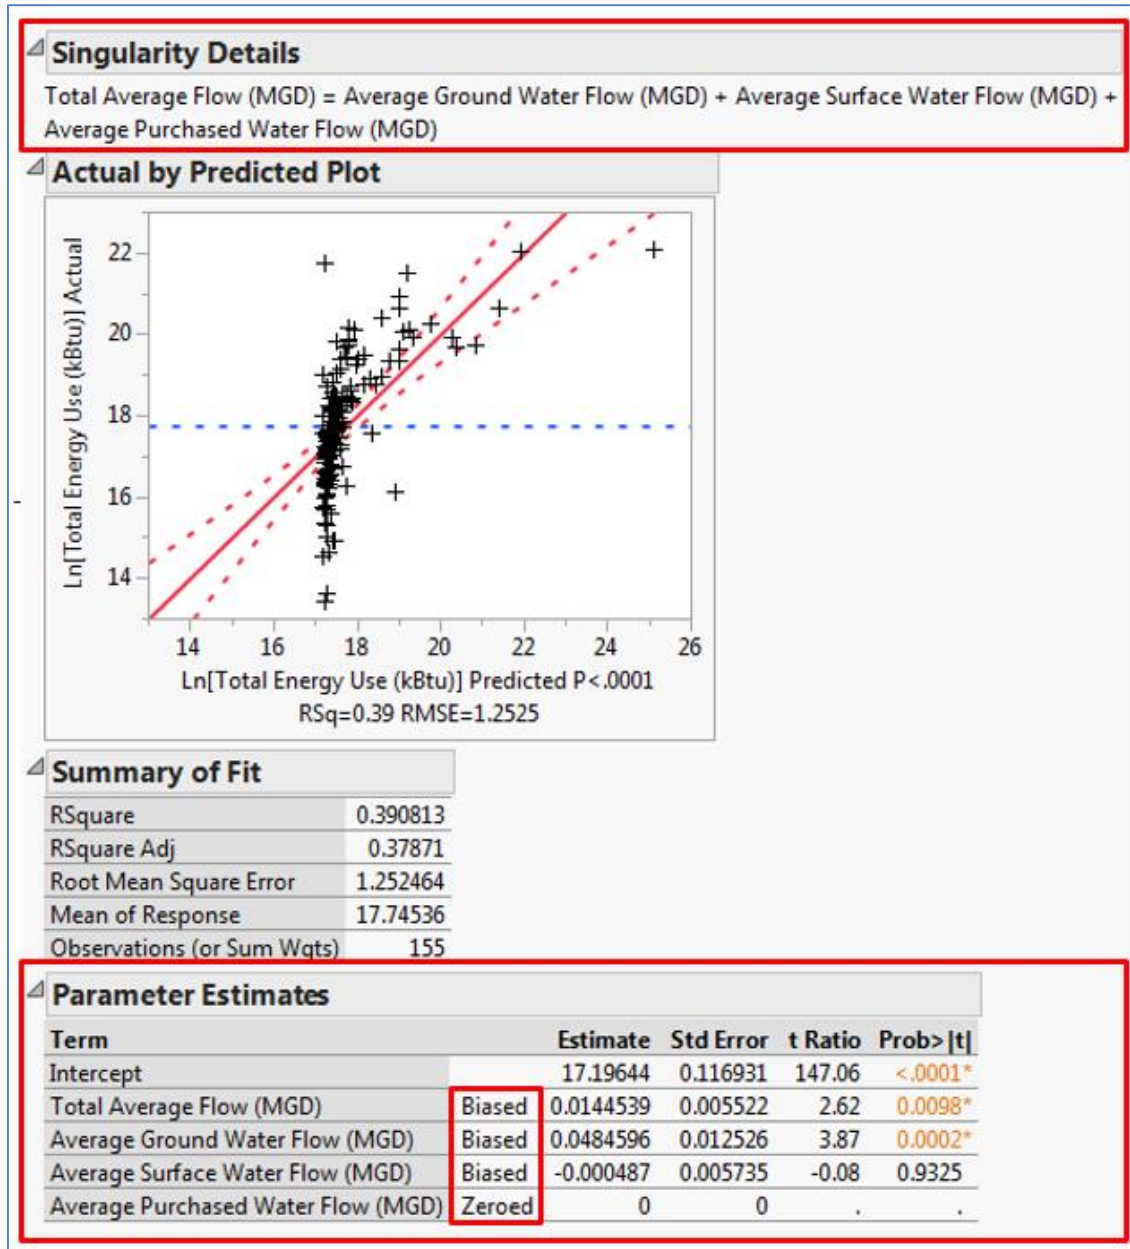 Singularity Details
Total Average Flow (MGD) = Average Ground Water Flow (MGD) + Average Surface Water Flow (MGD) +
Average Purchased Water Flow (MGD)
Actual by Predicted Plot
Ln[Total Energy Use (kBtu)] Actual
22
20
18
16
14
14 16 18 20 22 24 26
Ln[Total Energy Use (kBtu)] Predicted P<.0001
RSq=0.39 RMSE=1.2525
Summary of Fit
RSquare 0.390813
RSquare Adj 0.37871
Root Mean Square Error 1.252464
Mean of Response 17.74536
Observations (or Sum Wgts) 155
Parameter Estimates
Term Estimate Std Error t Ratio Prob>|t|
Intercept 17.19644 0.116931 147.06 <.0001*
Total Average Flow (MGD) Biased 0.0144539 0.005522 2.62 0.0098*
Average Ground Water Flow (MGD) Biased 0.0484596 0.012526 3.87 0.0002*
Average Surface Water Flow (MGD) Biased -0.000487 0.005735 -0.08 0.9325
Average Purchased Water Flow (MGD) Zeroed 0 0 . .